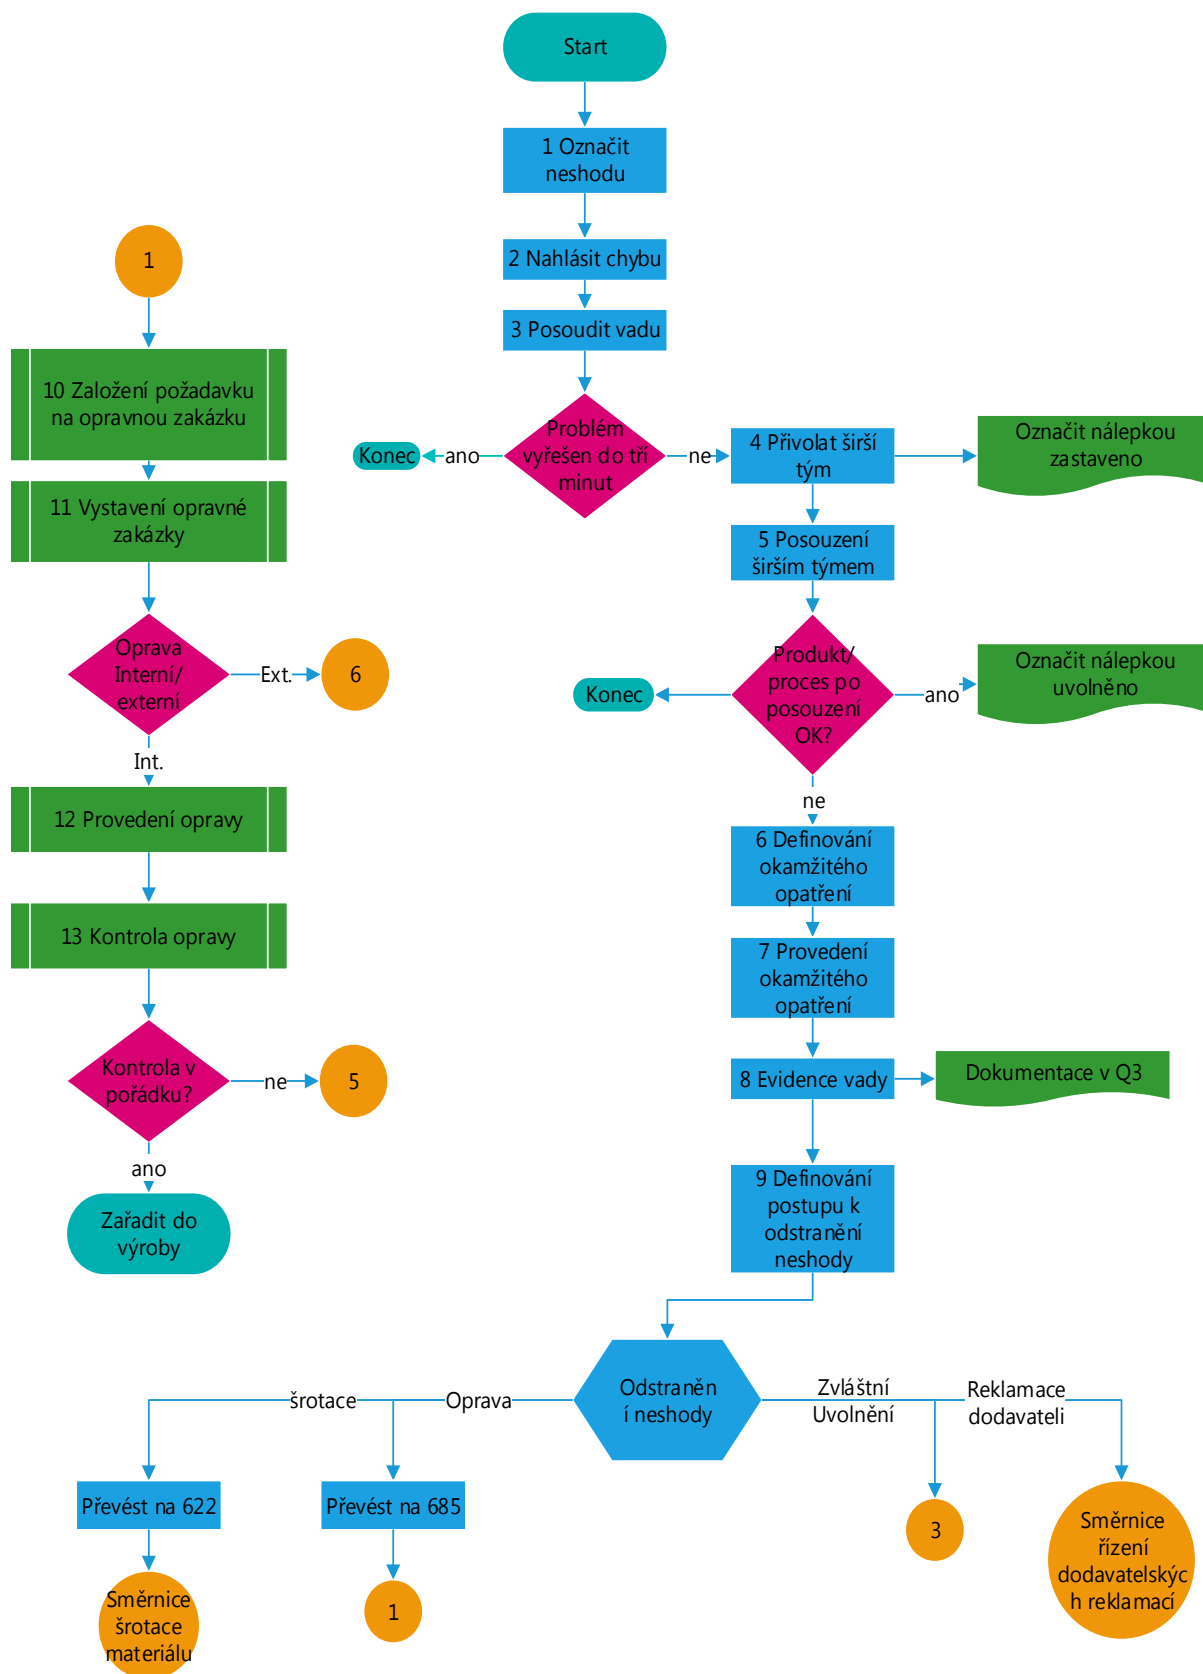 Start
1 Označit
neshodu
2 Nahlásit chybu
3 Posoudit vadu
Problém
vyřešen do tří
minut
ano
Konec
ne
4 Přivolat širší
tým
Označit nálepkou
zastaveno
5 Posouzení
širším týmem
Produkt/
proces po
posouzení
OK?
Konec
ano
Označit nálepkou
uvolněno
ne
6 Definování
okamžitého
opatření
7 Provedení
okamžitého
opatření
8 Evidence vady
Dokumentace v Q3
9 Definování
postupu k
odstranění
neshody
Odstraněn
í neshody
šrotace
Oprava
Zvláštní
Uvolnění
Reklamace
dodavateli
Převést na 622
Převést na 685
3
Směrnice
řízení
dodavatelskýc
h reklamací
Směrnice
šrotace
materiálu
1
1
10 Založení požadavku
na opravnou zakázku
11 Vystavení opravné
zakázky
Oprava
Interní/
externí
Ext.
6
Int.
12 Provedení opravy
13 Kontrola opravy
Kontrola v
pořádku?
ne
5
ano
Zařadit do
výroby